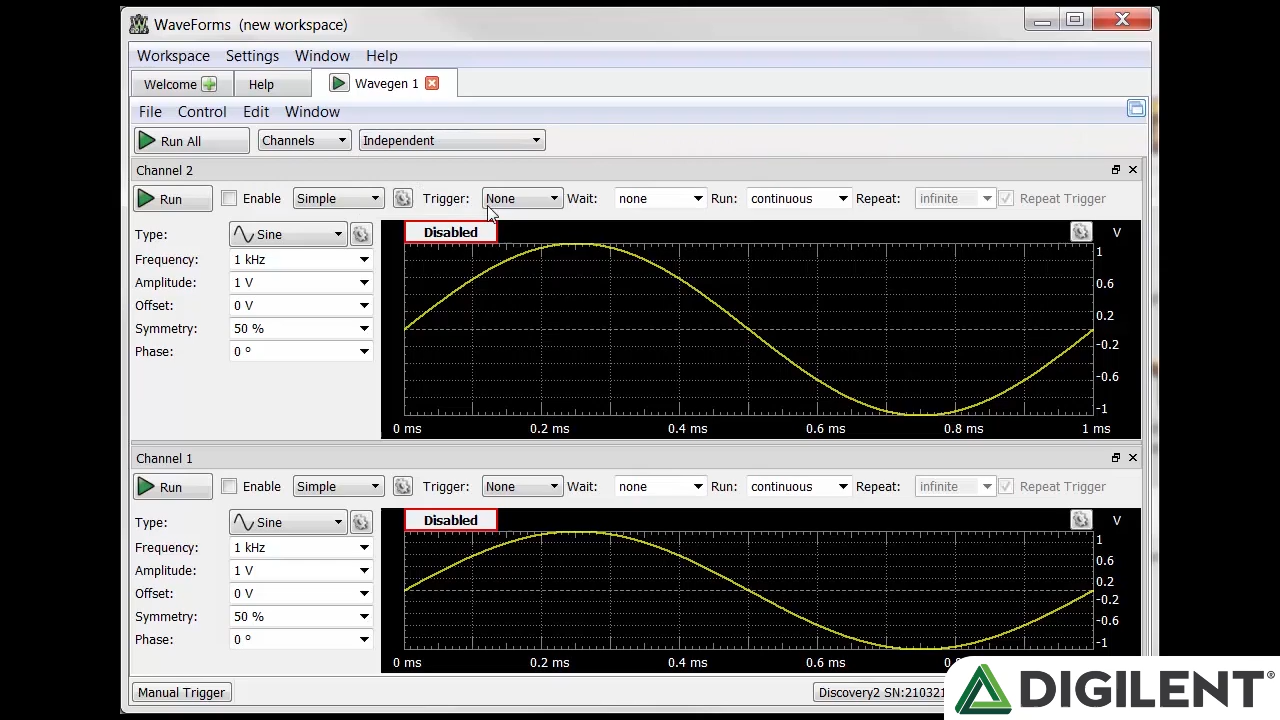 WaveForms (new workspace)
Workspace Settings Window Help
Welcome Help Wavegen 1
File Control Edit Window
Run All Channels Independent
Channel 2
Run Enable Simple Trigger: None Wait: none Run: continuous Repeat: infinite Repeat Trigger
Type: Sine Disabled V
Frequency: 1 kHz 1
Amplitude: 1 V 0.6
Offset: 0 V 0.2
Symmetry: 50 % -0.2
Phase: 0 º -0.6
-1
0 ms 0.2 ms 0.4 ms 0.6 ms 0.8 ms 1 ms
Channel 1
Run Enable Simple Trigger: None Wait: none Run: continuous Repeat: infinite Repeat Trigger
Type: Sine Disabled V
Frequency: 1 kHz 1
Amplitude: 1 V 0.6
Offset: 0 V 0.2
Symmetry: 50 % -0.2
Phase: 0 º -1
0 ms 0.2 ms 0.4 ms 0.6 ms
Manual Trigger Discovery2 SN:210321
DIGILENT®